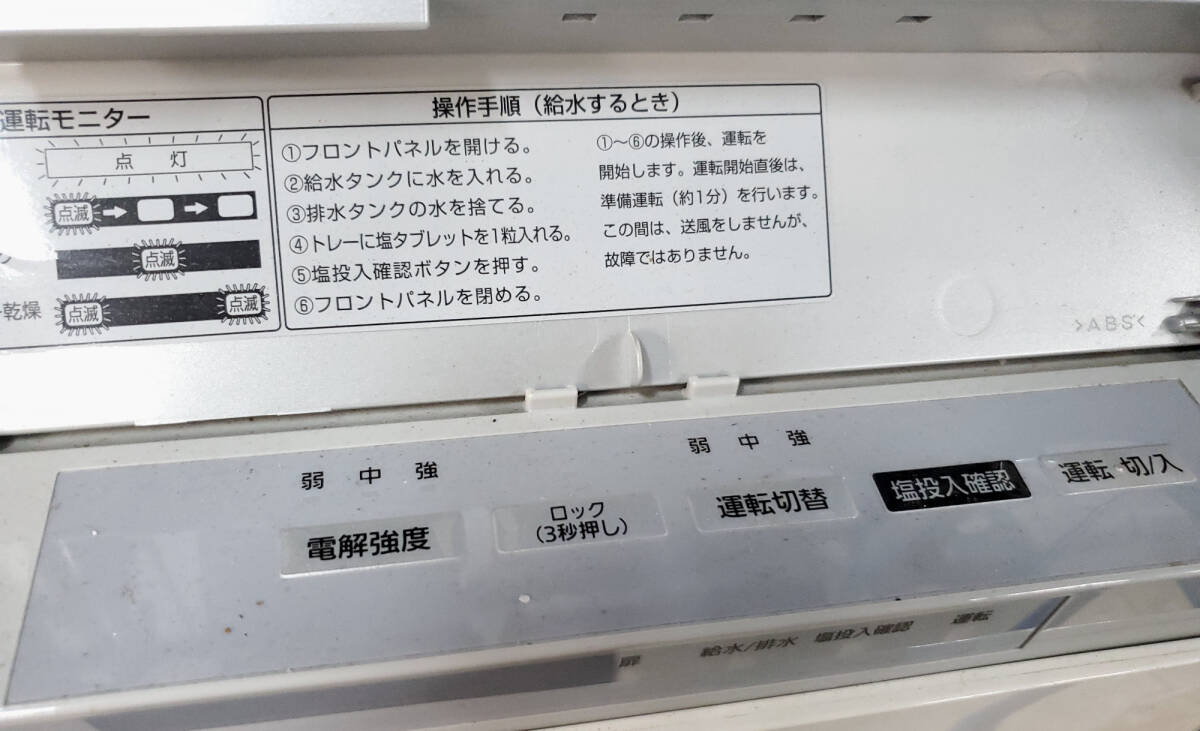 運転モニター
点灯
点滅
点滅
乾燥
点滅
点滅
操作手順（給水するとき）
①フロントパネルを開ける。
②給水タンクに水を入れる。
③排水タンクの水を捨てる。
④トレーに塩タブレットを1粒入れる。
⑤塩投入確認ボタンを押す。
⑥フロントパネルを閉める。
①〜⑥の操作後、運転を
開始します。運転開始直後は、
準備運転（約1分）を行います。
この間は、送風をしませんが、
故障ではありません。
>ABS<
弱 中 強
電解強度
ロック
（3秒押し）
弱 中 強
運転切替
塩投入確認
運転 切/入
扉 給水/排水 塩投入確認 運転